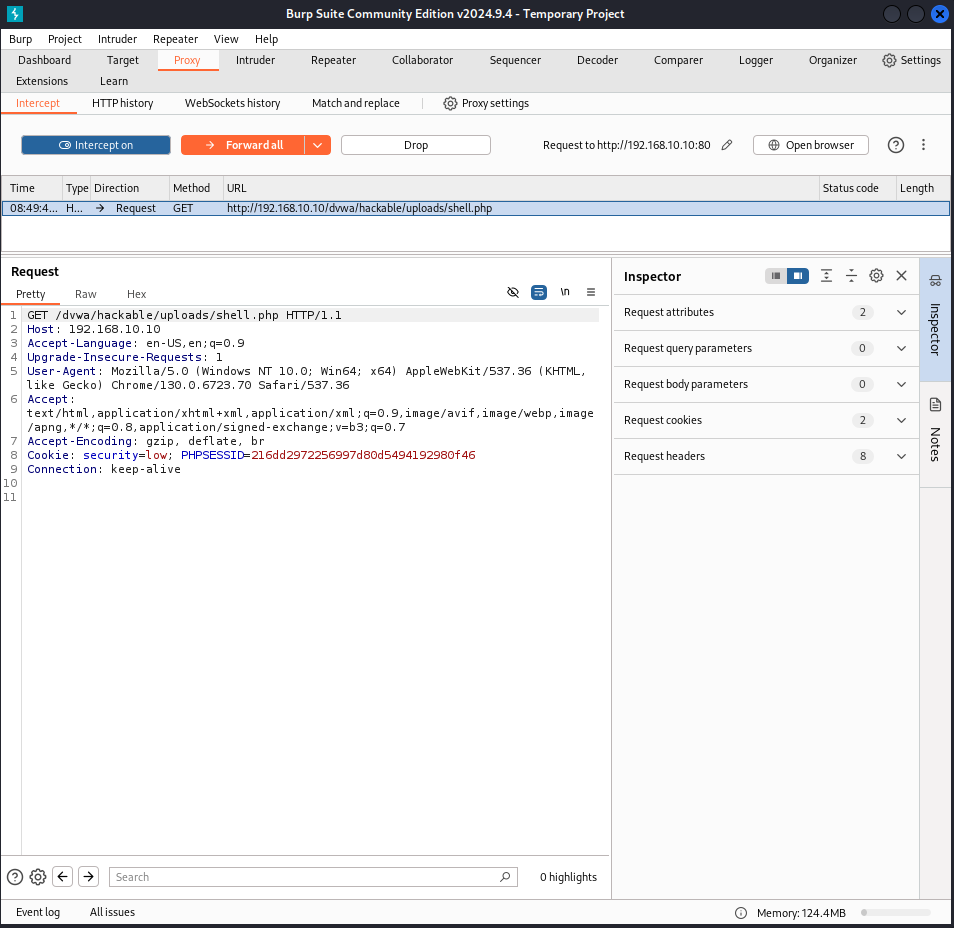 Burp Suite Community Edition v2024.9.4 - Temporary Project
Burp Project Intruder Repeater View Help
Dashboard Target Proxy Intruder Repeater Collaborator Sequencer Decoder Comparer Logger Organizer Settings
Extensions Learn
Intercept HTTP history WebSockets history Match and replace Proxy settings
Intercept on Forward all Drop Request to http://192.168.10.10:80 Open browser
Time Type Direction Method URL Status code Length
08:49:4... H... Request GET http://192.168.10.10/dvwa/hackable/uploads/shell.php
Request
Pretty Raw Hex \n
1 GET /dvwa/hackable/uploads/shell.php HTTP/1.1
2 Host: 192.168.10.10
3 Accept-Language: en-US,en;q=0.9
4 Upgrade-Insecure-Requests: 1
5 User-Agent: Mozilla/5.0 (Windows NT 10.0; Win64; x64) AppleWebKit/537.36 (KHTML,
like Gecko) Chrome/130.0.6723.70 Safari/537.36
6 Accept:
text/html,application/xhtml+xml,application/xml;q=0.9,image/avif,image/webp,image
/apng,*/*;q=0.8,application/signed-exchange;v=b3;q=0.7
7 Accept-Encoding: gzip, deflate, br
8 Cookie: security=low; PHPSESSID=216dd2972256997d80d5494192980f46
9 Connection: keep-alive
10
11
Inspector
Request attributes 2
Request query parameters 0
Request body parameters 0
Request cookies 2
Request headers 8
Inspector
Notes
Search 0 highlights
Event log All issues Memory: 124.4MB